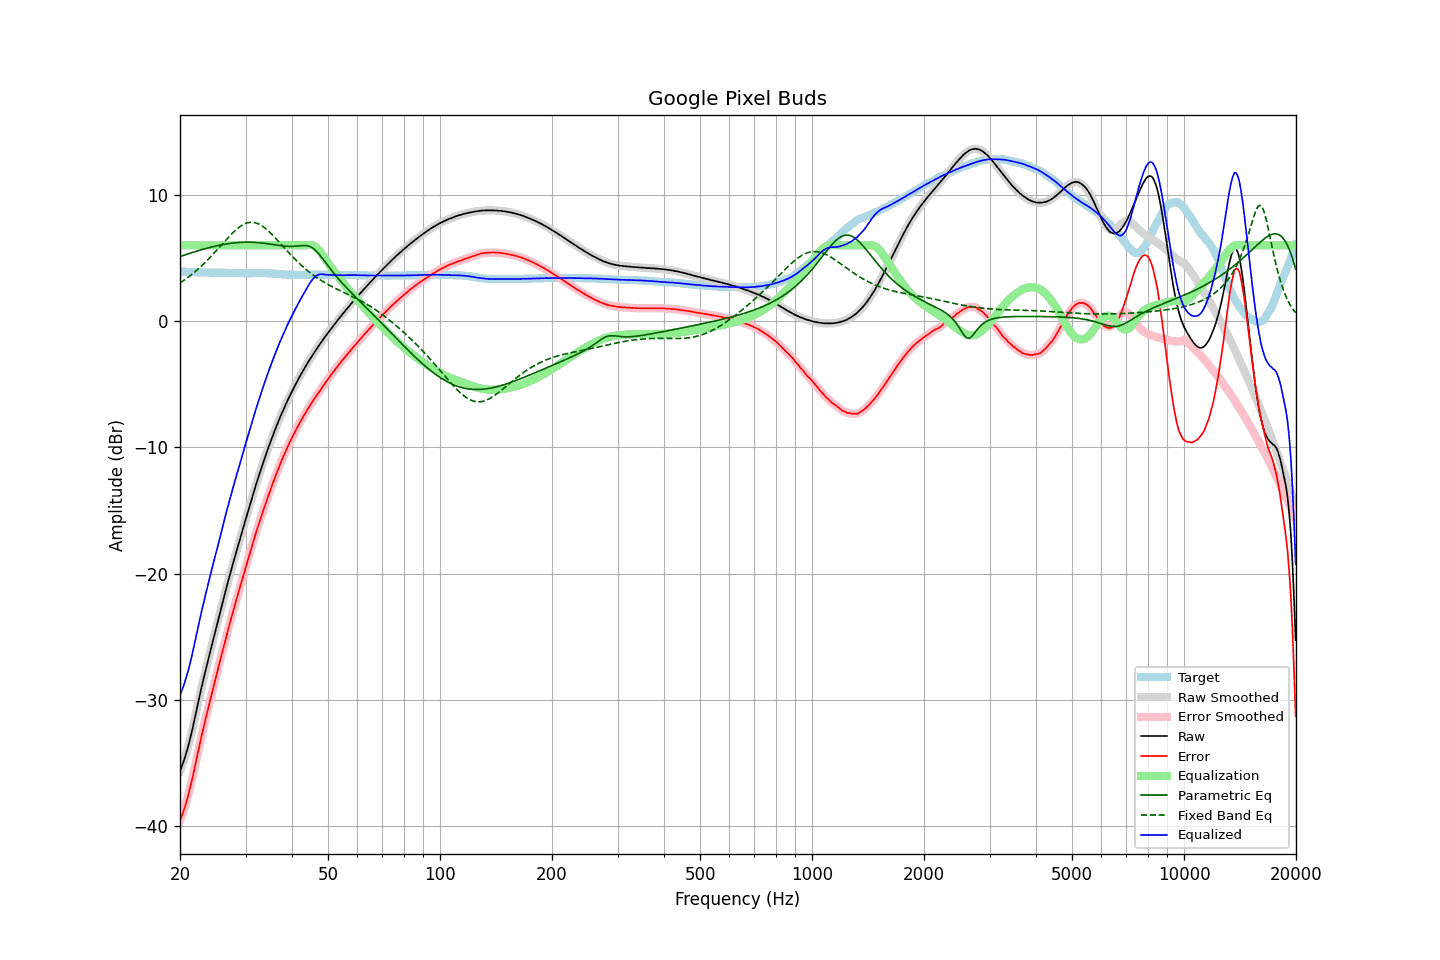 Google Pixel Buds
Amplitude (dBr)
10
0
−10
−20
−30
−40
20 50 100 200 500 1000 2000 5000 10000 20000
Frequency (Hz)
Target
Raw Smoothed
Error Smoothed
Raw
Error
Equalization
Parametric Eq
Fixed Band Eq
Equalized